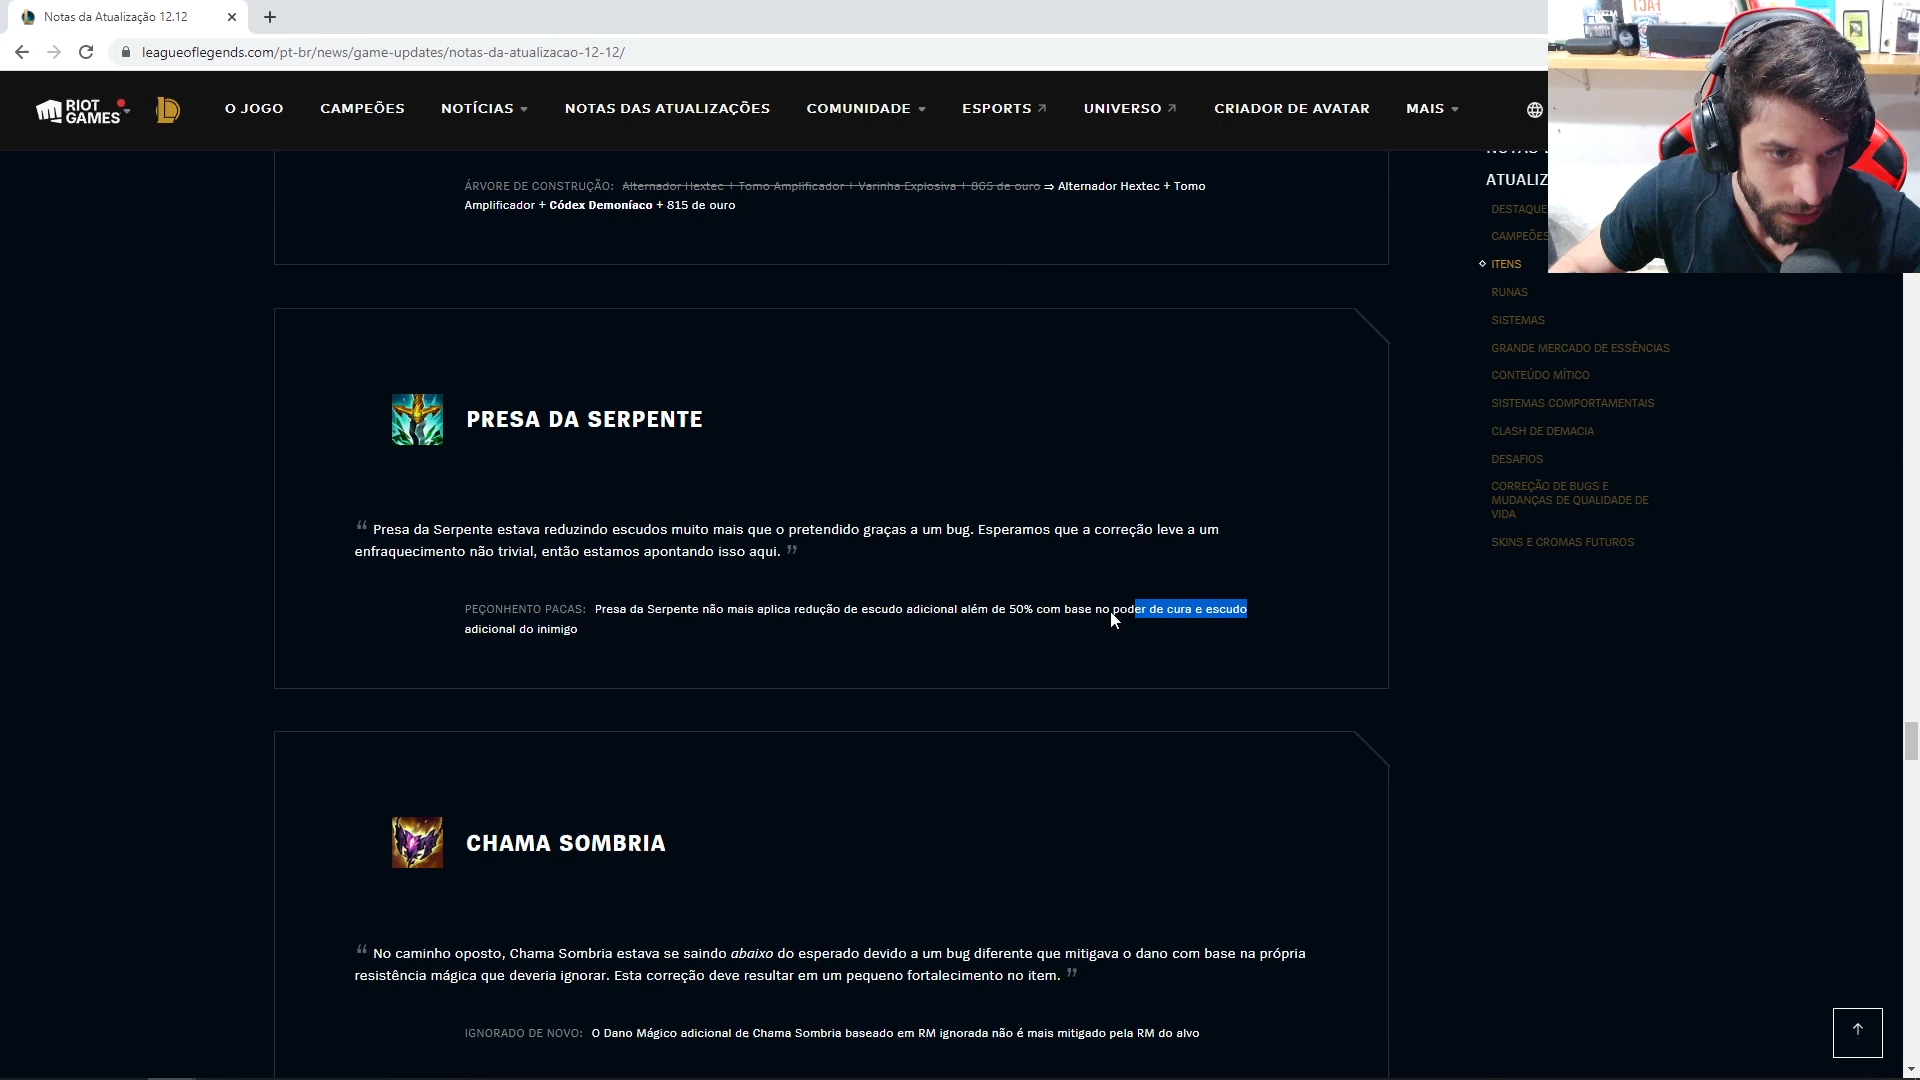 Notas da Atualização 12.12
leagueoflegends.com/pt-br/news/game-updates/notas-da-atualizacao-12-12/
RIOT GAMES
O JOGO
CAMPEÕES
NOTÍCIAS
NOTAS DAS ATUALIZAÇÕES
COMUNIDADE
ESPORTS
UNIVERSO
CRIADOR DE AVATAR
MAIS
ÁRVORE DE CONSTRUÇÃO: Alternador Hextec + Tomo Amplificador + Varinha Explosiva + 865 de ouro ⇒ Alternador Hextec + Tomo
Amplificador + Códex Demoníaco + 815 de ouro
PRESA DA SERPENTE
“ Presa da Serpente estava reduzindo escudos muito mais que o pretendido graças a um bug. Esperamos que a correção leve a um
enfraquecimento não trivial, então estamos apontando isso aqui. ”
PEÇONHENTO PACAS: Presa da Serpente não mais aplica redução de escudo adicional além de 50% com base no poder de cura e escudo
adicional do inimigo
CHAMA SOMBRIA
“ No caminho oposto, Chama Sombria estava se saindo abaixo do esperado devido a um bug diferente que mitigava o dano com base na própria
resistência mágica que deveria ignorar. Esta correção deve resultar em um pequeno fortalecimento no item. ”
IGNORADO DE NOVO: O Dano Mágico adicional de Chama Sombria baseado em RM ignorada não é mais mitigado pela RM do alvo
ATUALIZ
DESTAQUE
CAMPEÕES
ITENS
RUNAS
SISTEMAS
GRANDE MERCADO DE ESSÊNCIAS
CONTEÚDO MÍTICO
SISTEMAS COMPORTAMENTAIS
CLASH DE DEMACIA
DESAFIOS
CORREÇÃO DE BUGS E
MUDANÇAS DE QUALIDADE DE
VIDA
SKINS E CROMAS FUTUROS